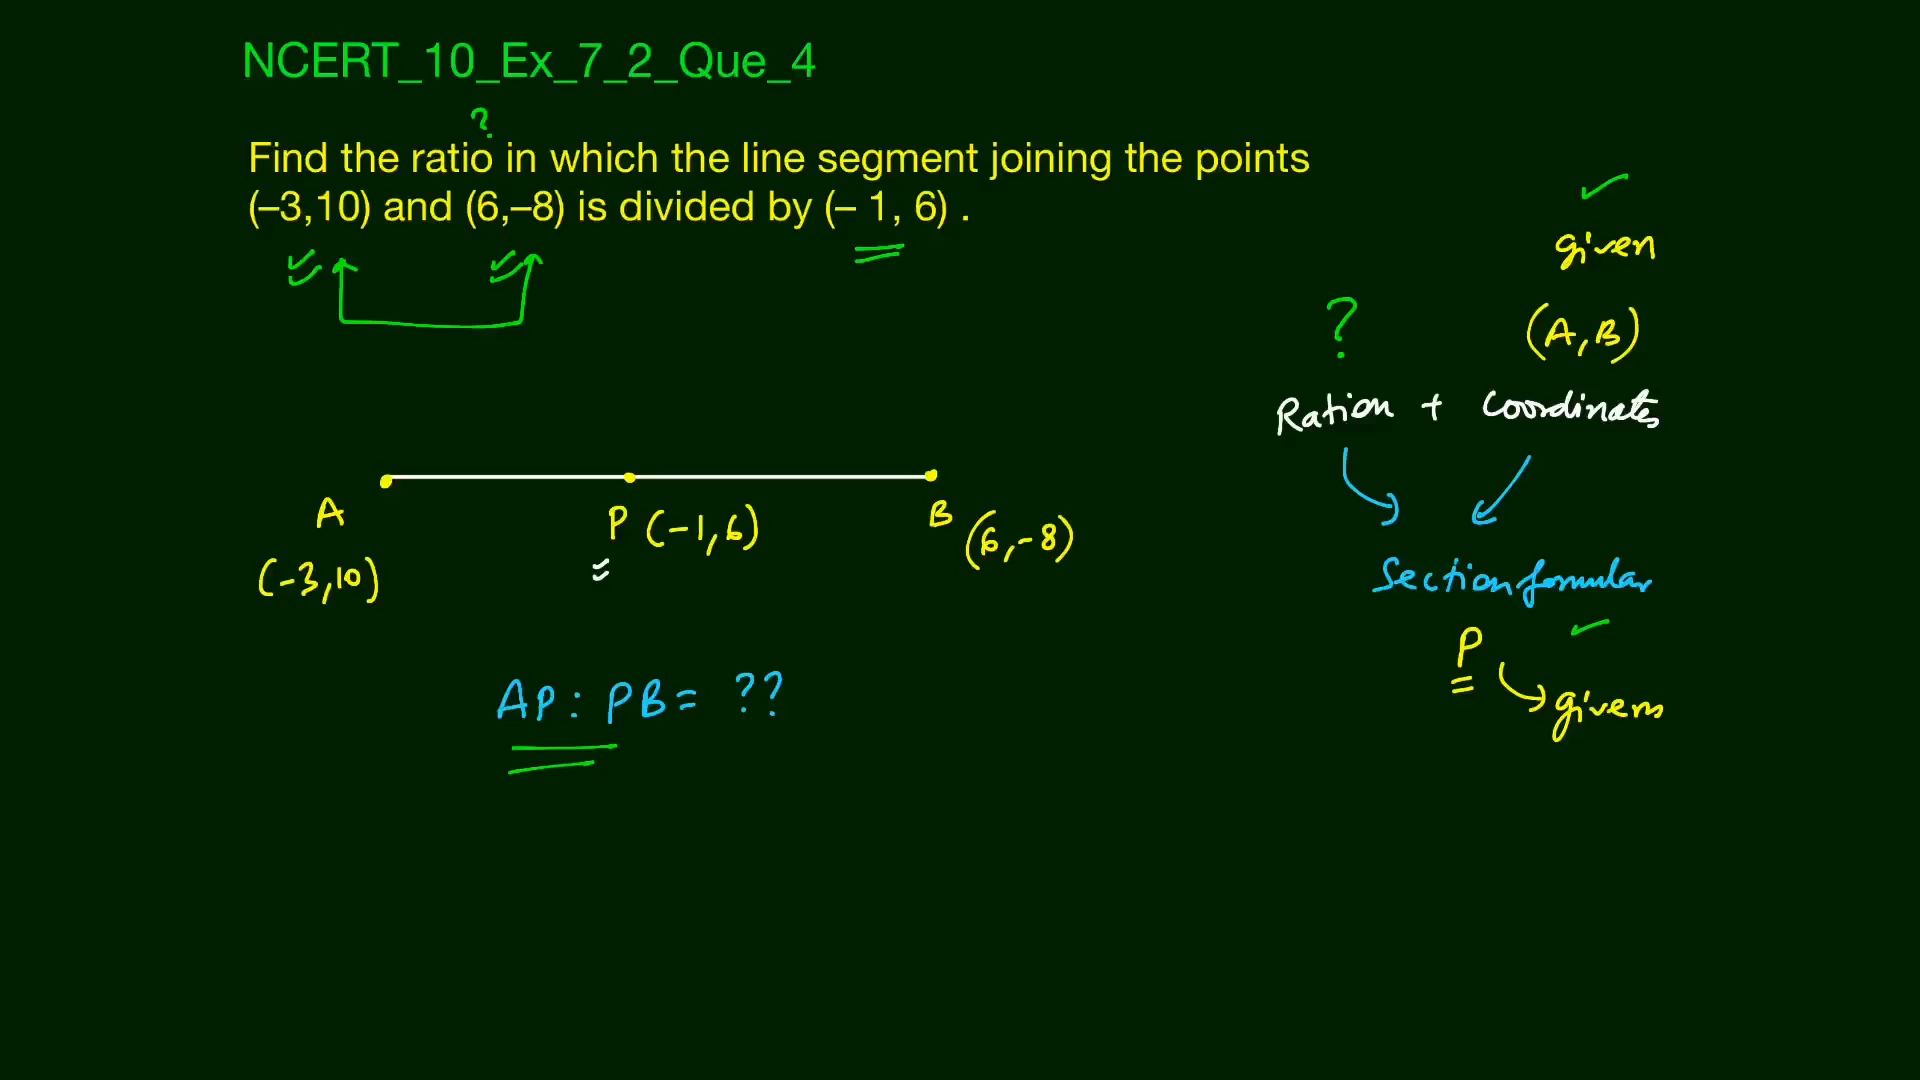 NCERT_10_Ex_7_2_Que_4
?
Find the ratio in which the line segment joining the points
(–3,10) and (6,–8) is divided by (– 1, 6) .
given
?
(A,B)
Ration + Coordinates
A
P (-1,6)
B (6,-8)
(-3,10)
Section formular
P
givens
AP : PB = ??